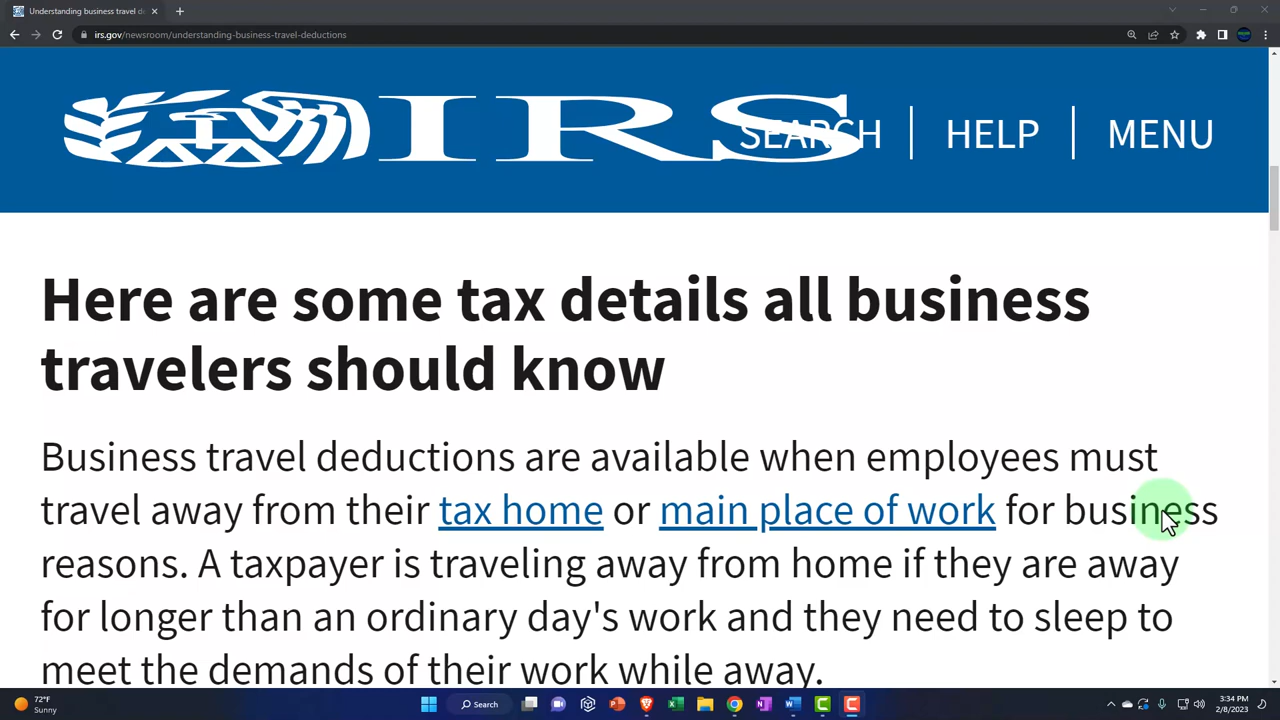 Understanding business travel d
irs.gov/newsroom/understanding-business-travel-deductions
IRS
SEARCH
HELP
MENU
Here are some tax details all business
travelers should know
Business travel deductions are available when employees must
travel away from their tax home or main place of work for business
reasons. A taxpayer is traveling away from home if they are away
for longer than an ordinary day's work and they need to sleep to
meet the demands of their work while away.
72°F
Sunny
Search
3:34 PM
2/8/2023